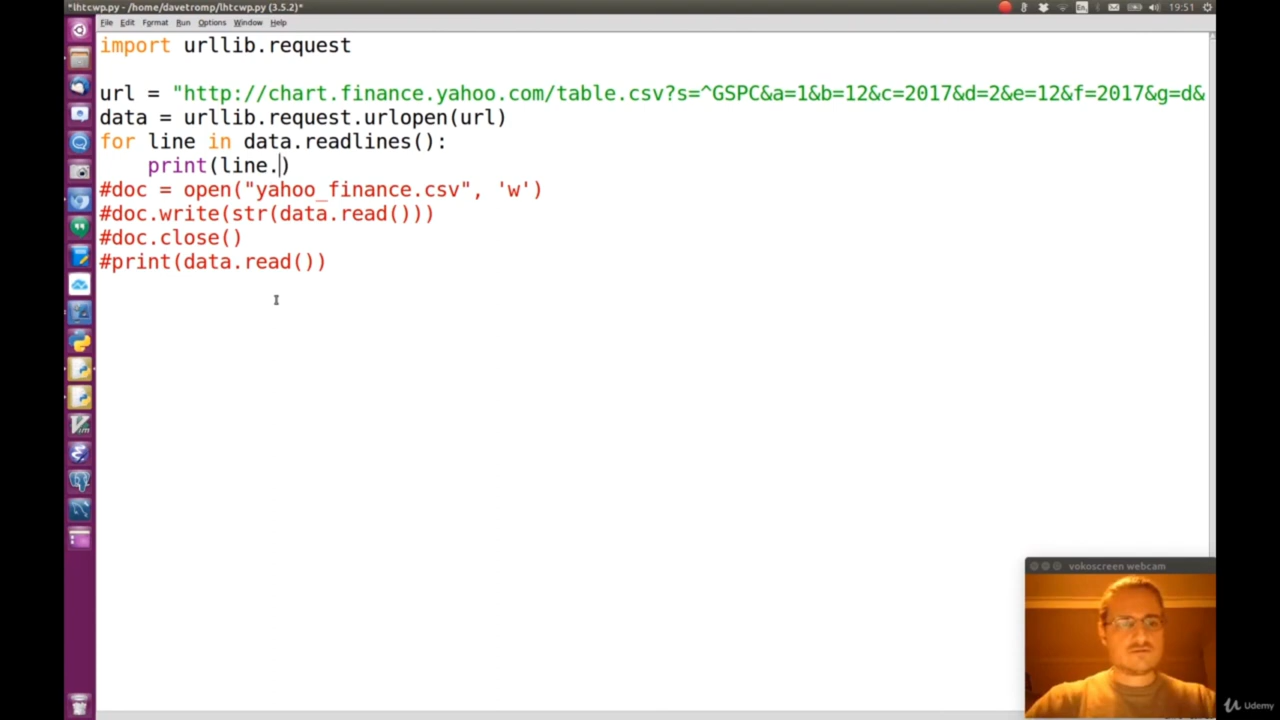 *lhtcwp.py - /home/davetromp/lhtcwp.py (3.5.2)*
En
19:51
File Edit Format Run Options Window Help
import urllib.request
url = "http://chart.finance.yahoo.com/table.csv?s=^GSPC&a=1&b=12&c=2017&d=2&e=12&f=2017&g=d&
data = urllib.request.urlopen(url)
for line in data.readlines():
print(line.)
#doc = open("yahoo_finance.csv", 'w')
#doc.write(str(data.read()))
#doc.close()
#print(data.read())
vokoscreen webcam
Udemy